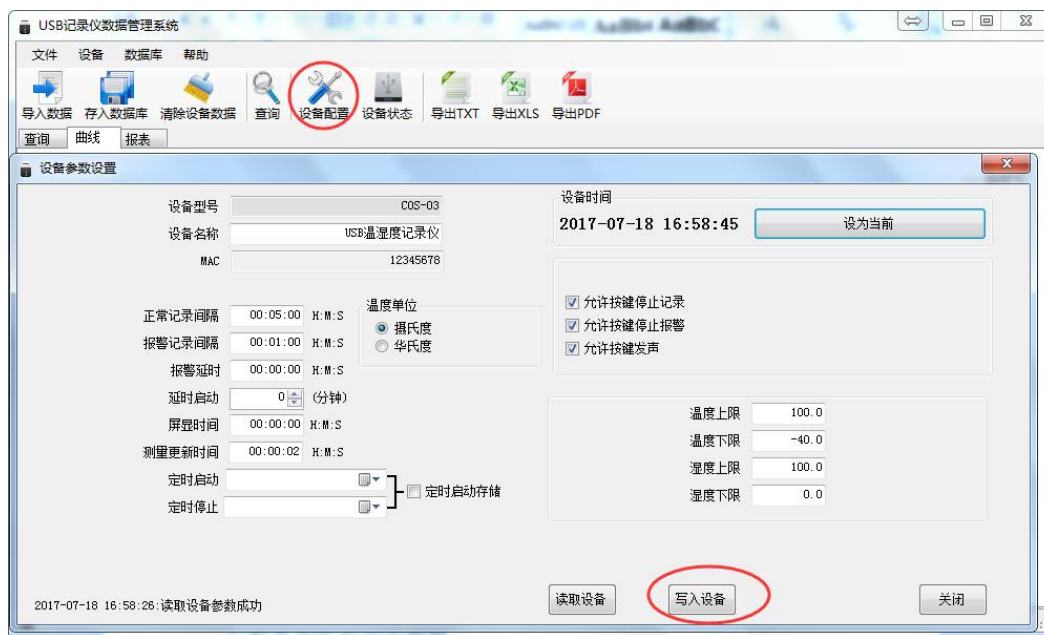 USB记录仪数据管理系统
文件 设备 数据库 帮助
导入数据 存入数据库 清除设备数据 查询 设备配置 设备状态 导出TXT 导出XLS 导出PDF
查询 曲线 报表
设备参数设置
设备型号 COS-03
设备名称 USB温湿度记录仪
MAC 12345678
正常记录间隔 00:05:00 H:M:S
报警记录间隔 00:01:00 H:M:S
报警延时 00:00:00 H:M:S
延时启动 0 (分钟)
屏显时间 00:00:00 H:M:S
测量更新时间 00:00:02 H:M:S
定时启动
定时停止
定时启动存储
温度单位
摄氏度
华氏度
设备时间
2017-07-18 16:58:45 设为当前
允许按键停止记录
允许按键停止报警
允许按键发声
温度上限 100.0
温度下限 -40.0
湿度上限 100.0
湿度下限 0.0
2017-07-18 16:58:26:读取设备参数成功
读取设备 写入设备 关闭